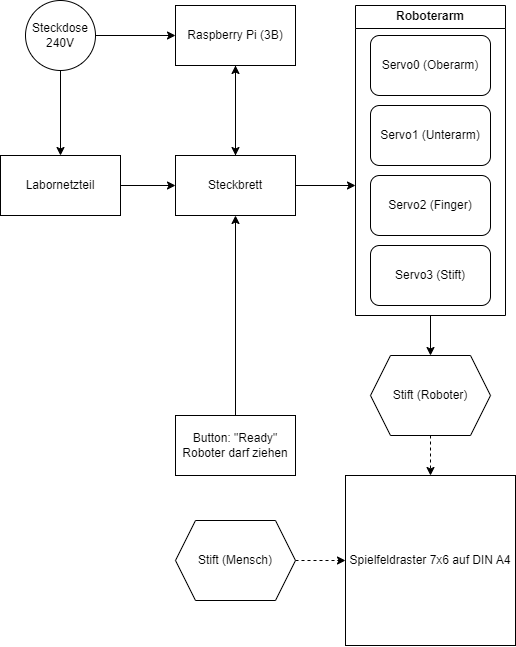 Steckdose
240V
Raspberry Pi (3B)
Roboterarm
Servo0 (Oberarm)
Servo1 (Unterarm)
Labornetzteil
Steckbrett
Servo2 (Finger)
Servo3 (Stift)
Stift (Roboter)
Button: "Ready"
Roboter darf ziehen
Stift (Mensch)
Spielfeldraster 7x6 auf DIN A4